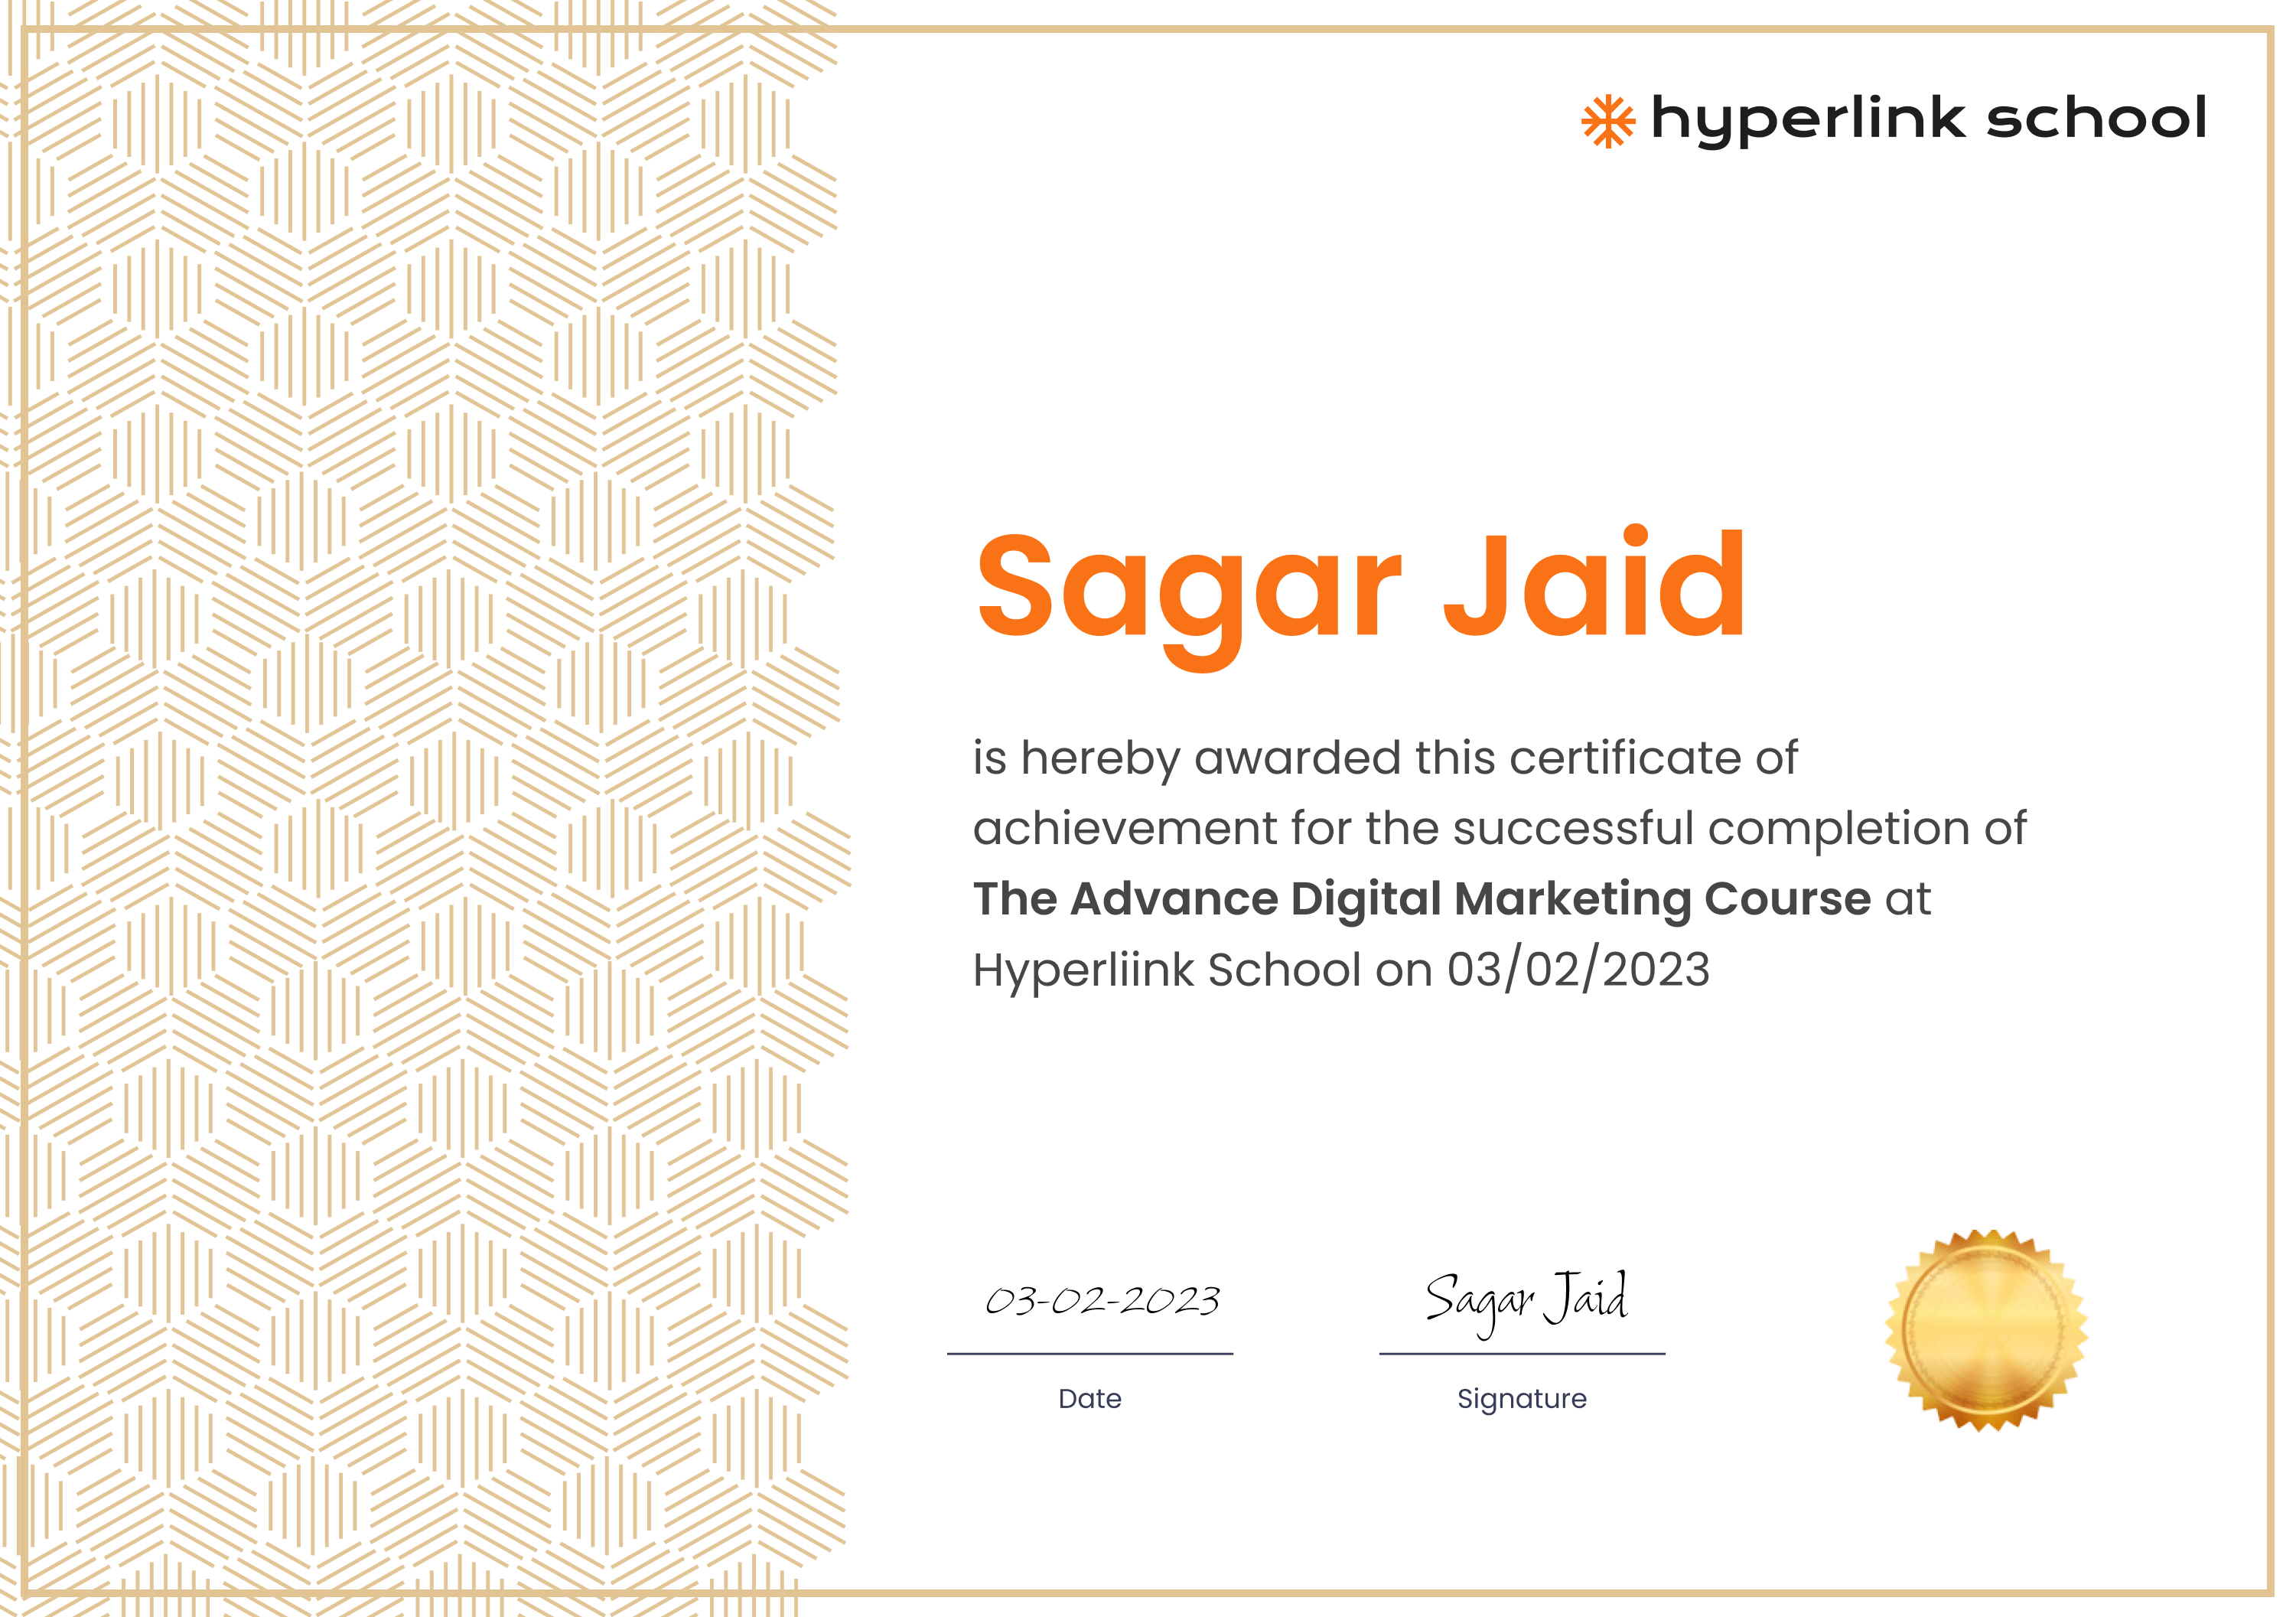 hyperlink school
Sagar Jaid
is hereby awarded this certificate of
achievement for the successful completion of
The Advance Digital Marketing Course at
Hyperliink School on 03/02/2023
03-02-2023
Sagar Jaid
Date
Signature